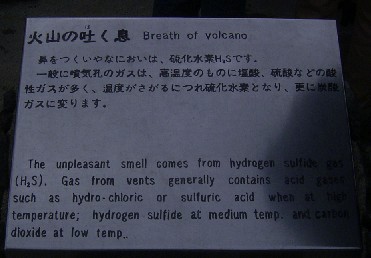 火山の吐く息 Breath of volcano
鼻をつくいやなにおいは、硫化水素H₂Sです。
一般に噴気孔のガスは、高温度のものに塩酸、硫酸などの酸
性ガスが多く、温度がさがるにつれ硫化水素となり、更に炭酸
ガスに変ります。
The unpleasant smell comes from hydrogen sulfide gas
(H₂S). Gas from vents generally contains acid gases
such as hydro-chloric or sulfuric acid when at high
temperature; hydrogen sulfide at medium temp. and carbon
dioxide at low temp..